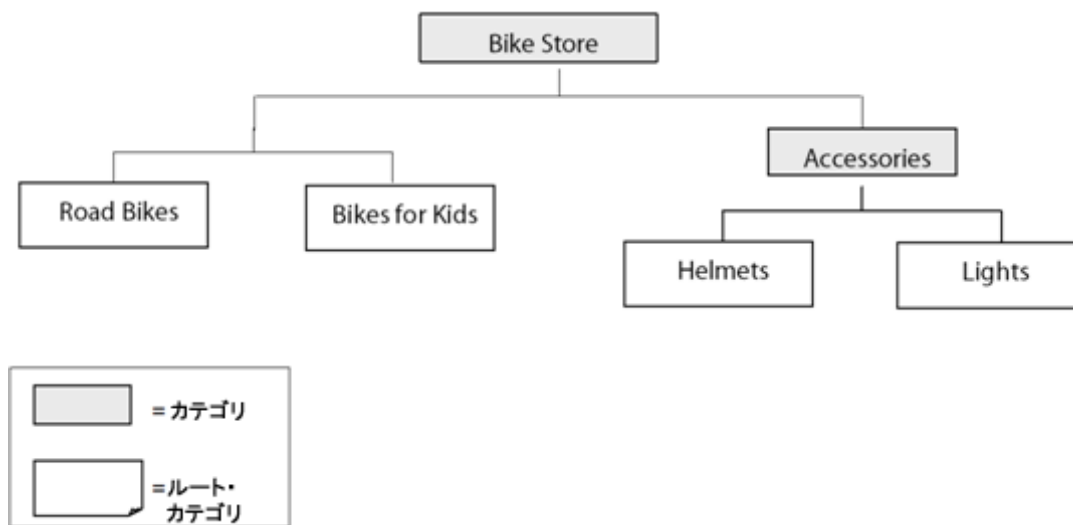 Bike Store
Accessories
Road Bikes
Bikes for Kids
Helmets
Lights
= カテゴリ
=ルート・
カテゴリ